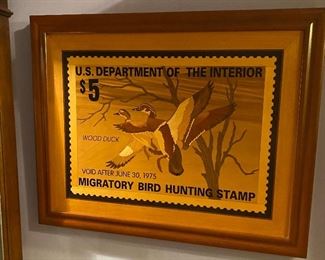 U.S. DEPARTMENT OF THE INTERIOR
$5
WOOD DUCK
VOID AFTER JUNE 30, 1975
MIGRATORY BIRD HUNTING STAMP